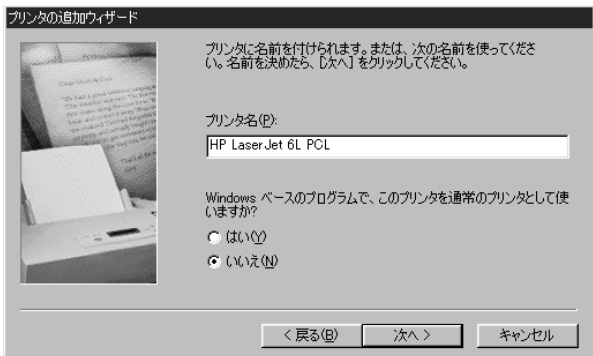 プリンタの追加ウィザード
プリンタに名前を付けられます。または、次の名前を使ってくださ
い。名前を決めたら、[次へ] をクリックしてください。
プリンタ名(P):
HP LaserJet 6L PCL
Windows ベースのプログラムで、このプリンタを通常のプリンタとして使
いますか?
はい(Y)
いいえ(N)
< 戻る(B)
次へ >
キャンセル